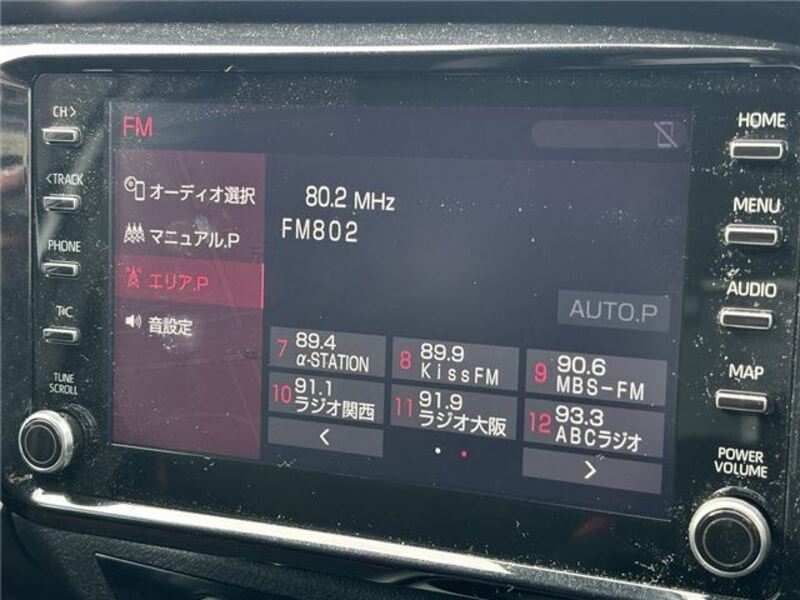 CH>
<TRACK
PHONE
T&C
TUNE
SCROLL
FM
オーディオ選択
マニュアル.P
エリア.P
音設定
80.2 MHz
FM802
AUTO.P
7 89.4
α-STATION
8 89.9
KissFM
9 90.6
MBS-FM
10 91.1
ラジオ関西
11 91.9
ラジオ大阪
12 93.3
ABCラジオ
<
>
HOME
MENU
AUDIO
MAP
POWER
VOLUME